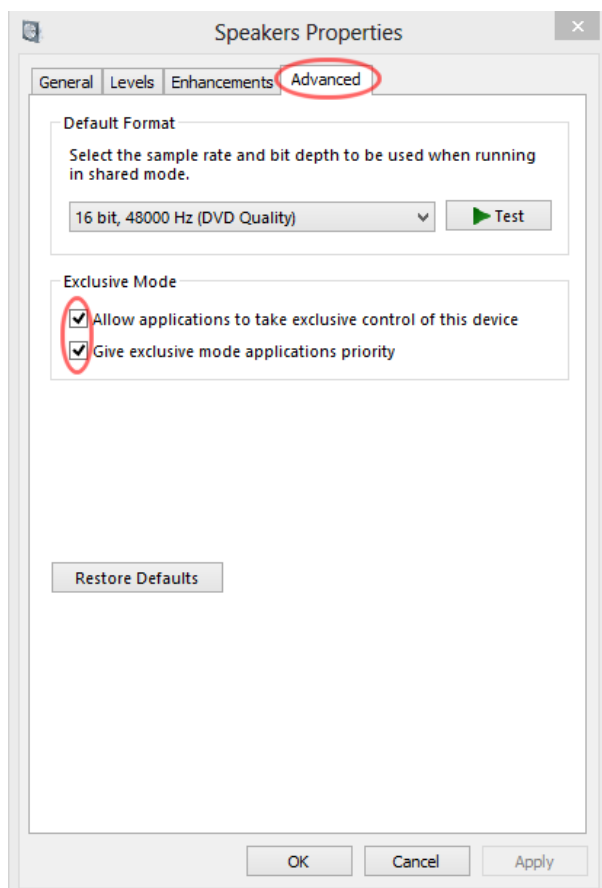 Speakers Properties
General
Levels
Enhancements
Advanced
Default Format
Select the sample rate and bit depth to be used when running
in shared mode.
16 bit, 48000 Hz (DVD Quality)
Test
Exclusive Mode
Allow applications to take exclusive control of this device
Give exclusive mode applications priority
Restore Defaults
OK
Cancel
Apply